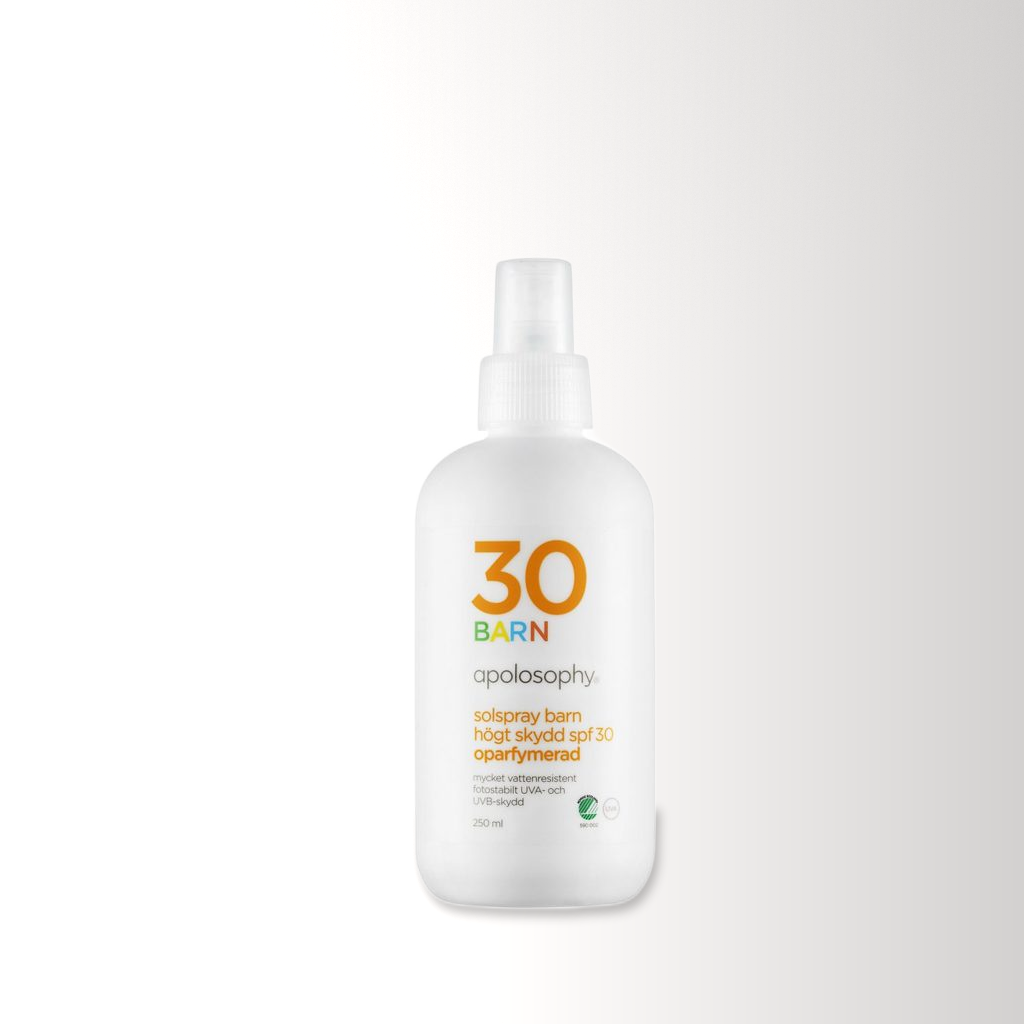 30
BARN
apolosophy®
solspray barn
högt skydd spf 30
oparfymerad
mycket vattenresistent
fotostabilt UVA- och
UVB-skydd
UVA
250 ml